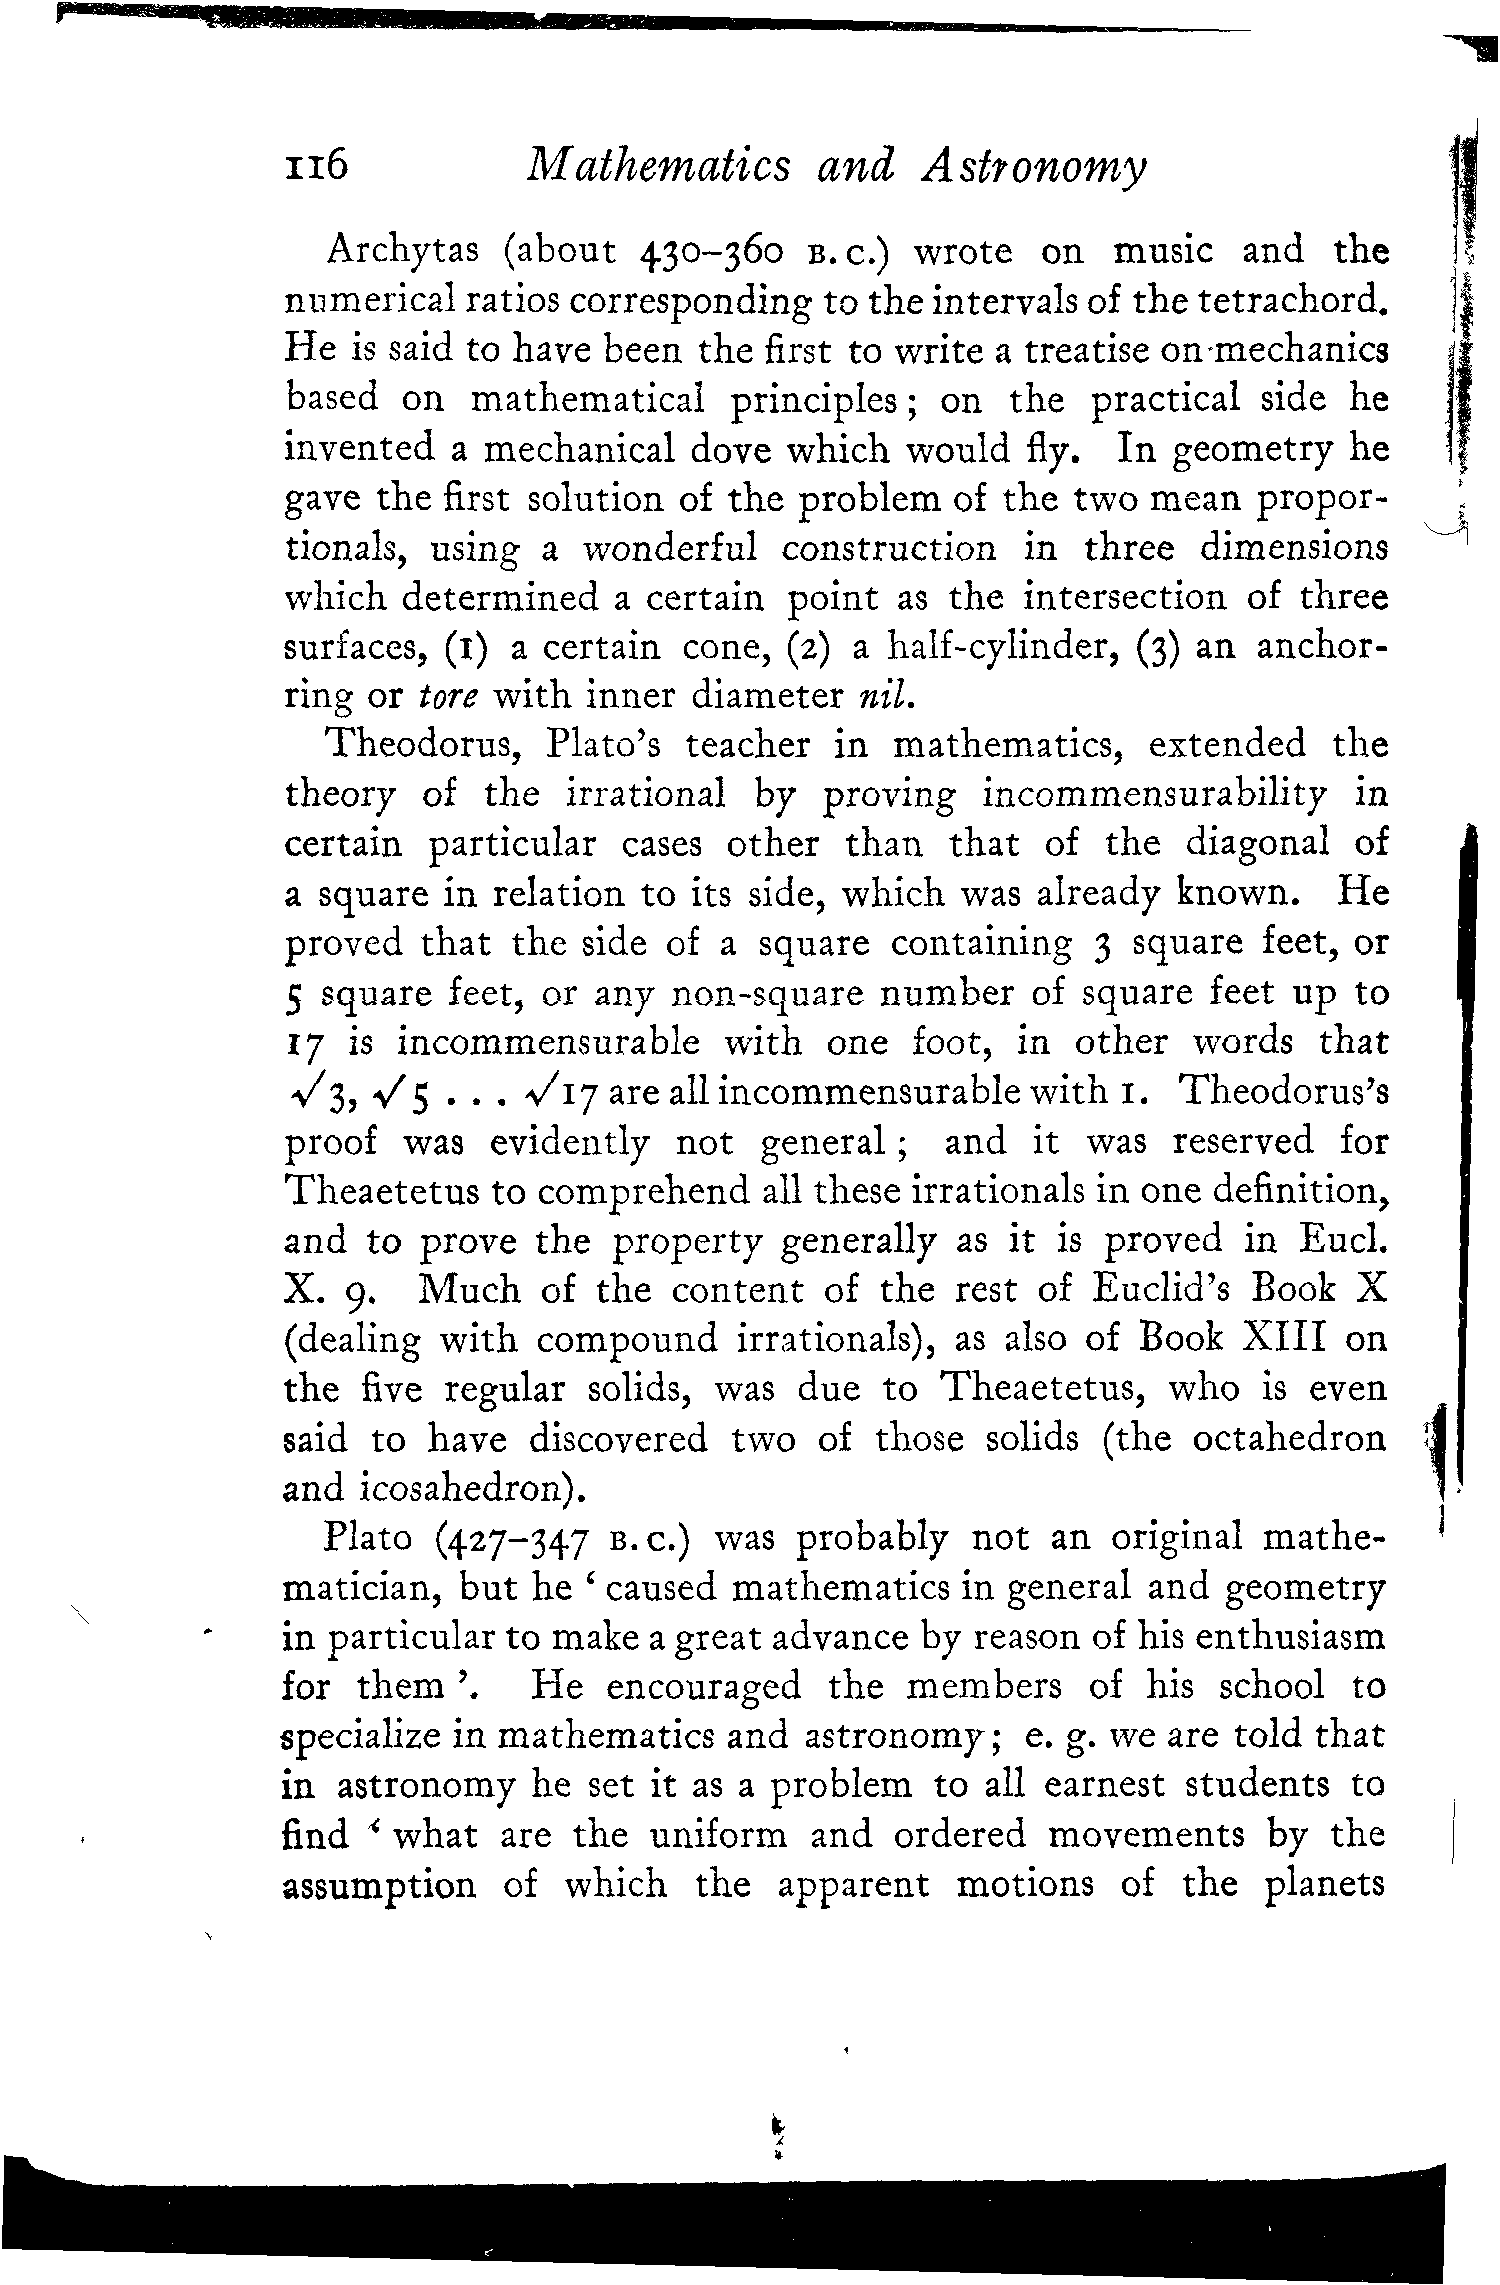 116 Mathematics and Astronomy
Archytas (about 430–360 B.C.) wrote on music and the
numerical ratios corresponding to the intervals of the tetrachord.
He is said to have been the first to write a treatise on mechanics
based on mathematical principles; on the practical side he
invented a mechanical dove which would fly. In geometry he
gave the first solution of the problem of the two mean propor-
tionals, using a wonderful construction in three dimensions
which determined a certain point as the intersection of three
surfaces, (1) a certain cone, (2) a half-cylinder, (3) an anchor-
ring or tore with inner diameter nil.
Theodorus, Plato's teacher in mathematics, extended the
theory of the irrational by proving incommensurability in
certain particular cases other than that of the diagonal of
a square in relation to its side, which was already known. He
proved that the side of a square containing 3 square feet, or
5 square feet, or any non-square number of square feet up to
17 is incommensurable with one foot, in other words that
√3, √5 . . . √17 are all incommensurable with 1. Theodorus's
proof was evidently not general; and it was reserved for
Theaetetus to comprehend all these irrationals in one definition,
and to prove the property generally as it is proved in Eucl.
X. 9. Much of the content of the rest of Euclid's Book X
(dealing with compound irrationals), as also of Book XIII on
the five regular solids, was due to Theaetetus, who is even
said to have discovered two of those solids (the octahedron
and icosahedron).
Plato (427–347 B.C.) was probably not an original mathe-
matician, but he ‘caused mathematics in general and geometry
in particular to make a great advance by reason of his enthusiasm
for them’. He encouraged the members of his school to
specialize in mathematics and astronomy; e. g. we are told that
in astronomy he set it as a problem to all earnest students to
find ‘what are the uniform and ordered movements by the
assumption of which the apparent motions of the planets